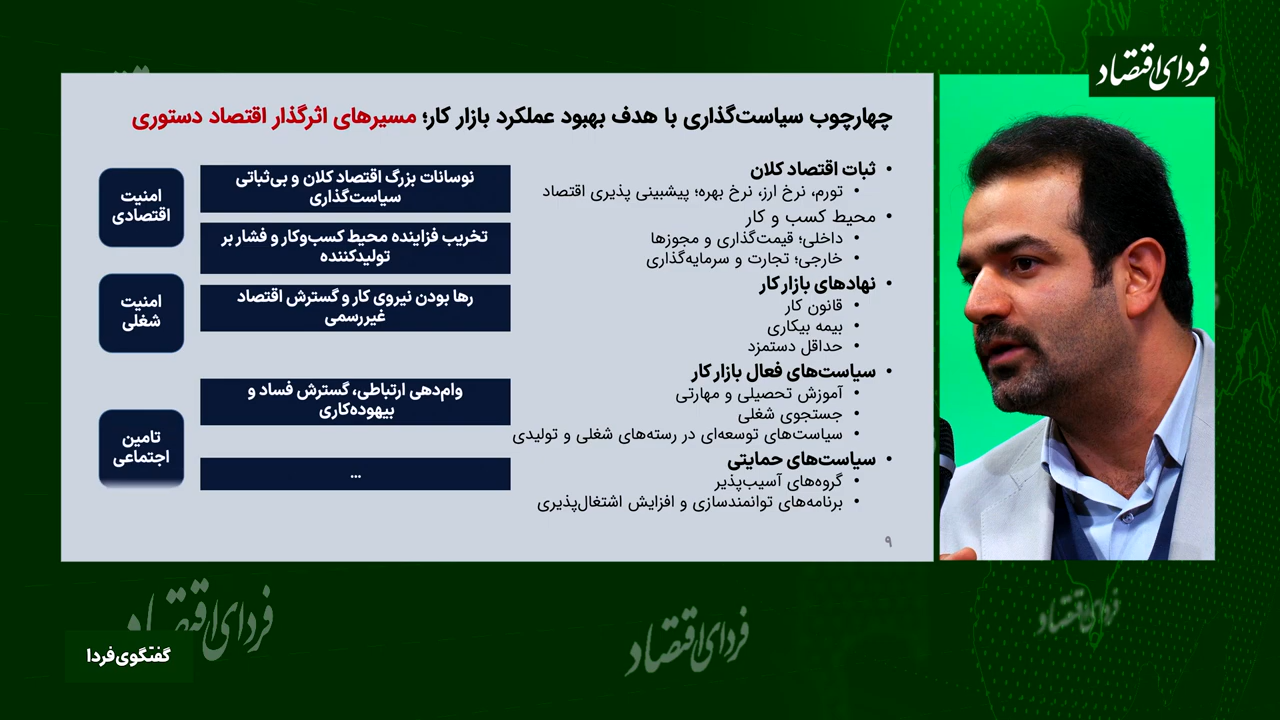 فردای اقتصاد
چهارچوب سیاست‌گذاری با هدف بهبود عملکرد بازار کار؛ مسیرهای اثرگذار اقتصاد دستوری
• ثبات اقتصاد کلان
• تورم، نرخ ارز، نرخ بهره؛ پیشبینی پذیری اقتصاد
• محیط کسب و کار
• داخلی؛ قیمت‌گذاری و مجوزها
• خارجی؛ تجارت و سرمایه‌گذاری
• نهادهای بازار کار
• قانون کار
• بیمه بیکاری
• حداقل دستمزد
• سیاست‌های فعال بازار کار
• آموزش تحصیلی و مهارتی
• جستجوی شغلی
• سیاست‌های توسعه‌ای در رسته‌های شغلی و تولیدی
• سیاست‌های حمایتی
• گروه‌های آسیب‌پذیر
• برنامه‌های توانمندسازی و افزایش اشتغال‌پذیری
نوسانات بزرگ اقتصاد کلان و بی‌ثباتی
سیاست‌گذاری
تخریب فزاینده محیط کسب‌وکار و فشار بر
تولیدکننده
رها بودن نیروی کار و گسترش اقتصاد
غیررسمی
وام‌دهی ارتباطی، گسترش فساد و
بیهوده‌کاری
...
امنیت
اقتصادی
امنیت
شغلی
تامین
اجتماعی
۹
فردای اقتصاد
فردای اقتصاد
فردای اقتصاد
گفتگوی فردا